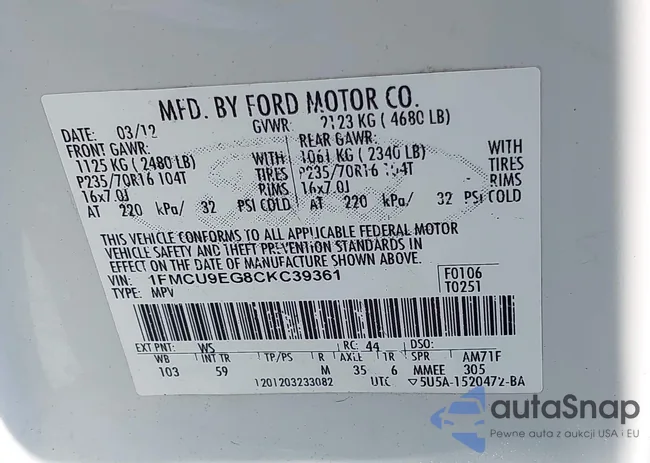 MFD. BY FORD MOTOR CO.
DATE: 03/12 GVWR: 2123 KG ( 4680 LB)
FRONT GAWR: REAR GAWR:
1125 KG ( 2480 LB) WITH 1061 KG ( 2340 LB) WITH
P235/70R16 104T TIRES P235/70R16 104T TIRES
16x7.0J RIMS 16x7.0J RIMS
AT 220 kPa/ 32 PSI COLD AT 220 kPa/ 32 PSI COLD
THIS VEHICLE CONFORMS TO ALL APPLICABLE FEDERAL MOTOR
VEHICLE SAFETY AND THEFT PREVENTION STANDARDS IN
EFFECT ON THE DATE OF MANUFACTURE SHOWN ABOVE.
VIN: 1FMCU9EG8CKC39361 F0106
TYPE: MPV T0251
EXT PNT: WS RC: 44 DSO:
WB INT TR TP/PS R AXLE TR SPR AM71F
103 59 M 35 6 MMEE 305
1201203233082 UTC ▽5U5A-1520472-BA
autaSnap
Pewne auta z aukcji USA i EU